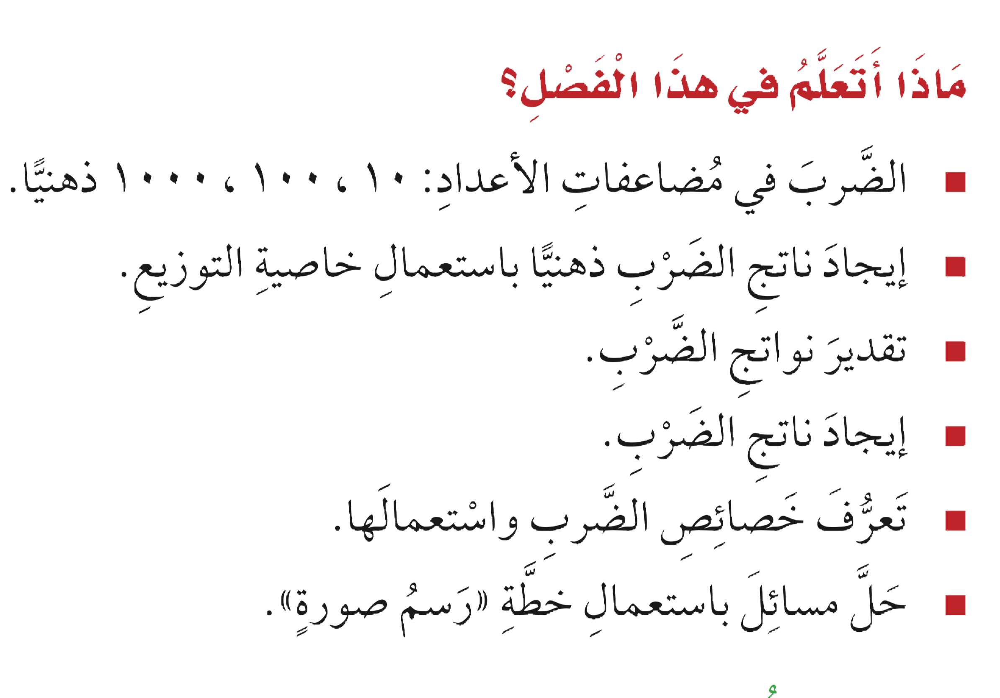 مَاذَا أَتَعَلَّمُ في هذَا الْفَصْلِ؟
الضَّربَ في مُضاعفاتِ الأعدادِ: ١٠ ، ١٠٠ ، ١٠٠٠ ذهنيًّا.
إيجادَ ناتجِ الضَرْبِ ذهنيًّا باستعمالِ خاصيةِ التوزيعِ.
تقديرَ نواتجِ الضَّرْبِ.
إيجادَ ناتجِ الضَرْبِ.
تَعرُّفَ خَصائِصِ الضَّربِ واسْتعمالَها.
حَلَّ مسائِلَ باستعمالِ خطَّةِ «رَسمُ صورةٍ».